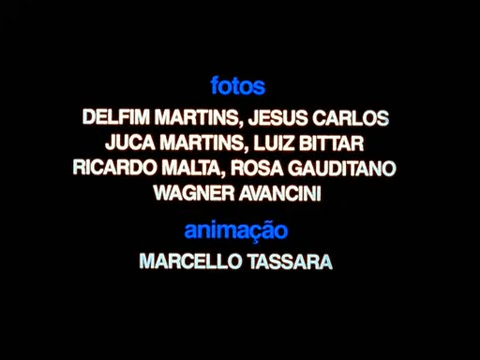 fotos
DELFIM MARTINS, JESUS CARLOS
JUCA MARTINS, LUIZ BITTAR
RICARDO MALTA, ROSA GAUDITANO
WAGNER AVANCINI
animação
MARCELLO TASSARA